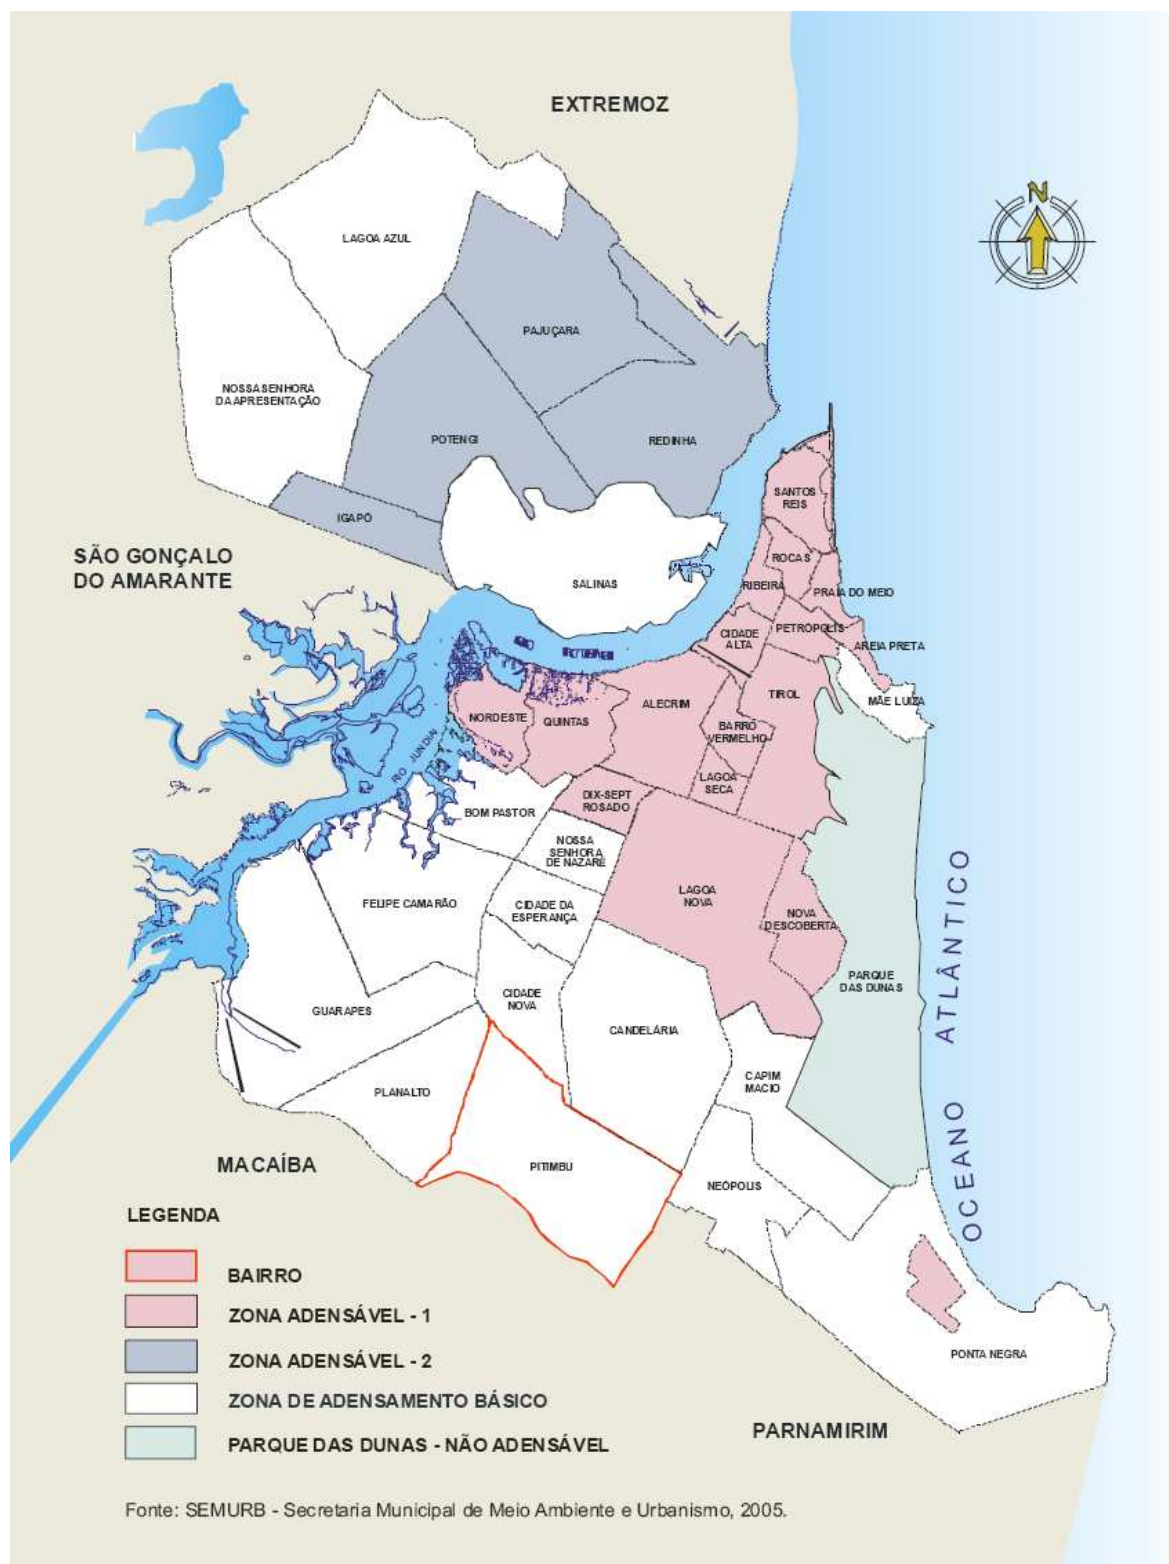 EXTREMOZ
N
LAGOA AZUL
PAJUÇARA
NOSSA SENHORA
DA APRESENTAÇÃO
POTENGI
REDINHA
SANTOS
REIS
IGAPÓ
SÃO GONÇALO
DO AMARANTE
ROCAS
SALINAS
RIBEIRA
PRAIA DO MEIO
CIDADE
ALTA
PETRÓPOLIS
AREIA PRETA
TIROL
MÃE LUIZA
ALECRIM
NORDESTE
QUINTAS
BARRO
VERMELHO
RIO JUNDIAÍ
LAGOA
SECA
DIX-SEPT
ROSADO
BOM PASTOR
NOSSA
SENHORA
DE NAZARÉ
LAGOA
NOVA
FELIPE CAMARÃO
CIDADE DA
ESPERANÇA
NOVA
DESCOBERTA
OCEANO ATLÂNTICO
PARQUE
DAS DUNAS
CIDADE
NOVA
GUARAPES
CANDELÁRIA
CAPIM
MACIO
PLANALTO
MACAÍBA
PITIMBU
NEÓPOLIS
PONTA NEGRA
PARNAMIRIM
LEGENDA
BAIRRO
ZONA ADENSÁVEL - 1
ZONA ADENSÁVEL - 2
ZONA DE ADENSAMENTO BÁSICO
PARQUE DAS DUNAS - NÃO ADENSÁVEL
Fonte: SEMURB - Secretaria Municipal de Meio Ambiente e Urbanismo, 2005.